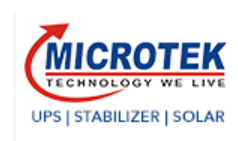 MICROTEK
TECHNOLOGY WE LIVE
UPS | STABILIZER | SOLAR